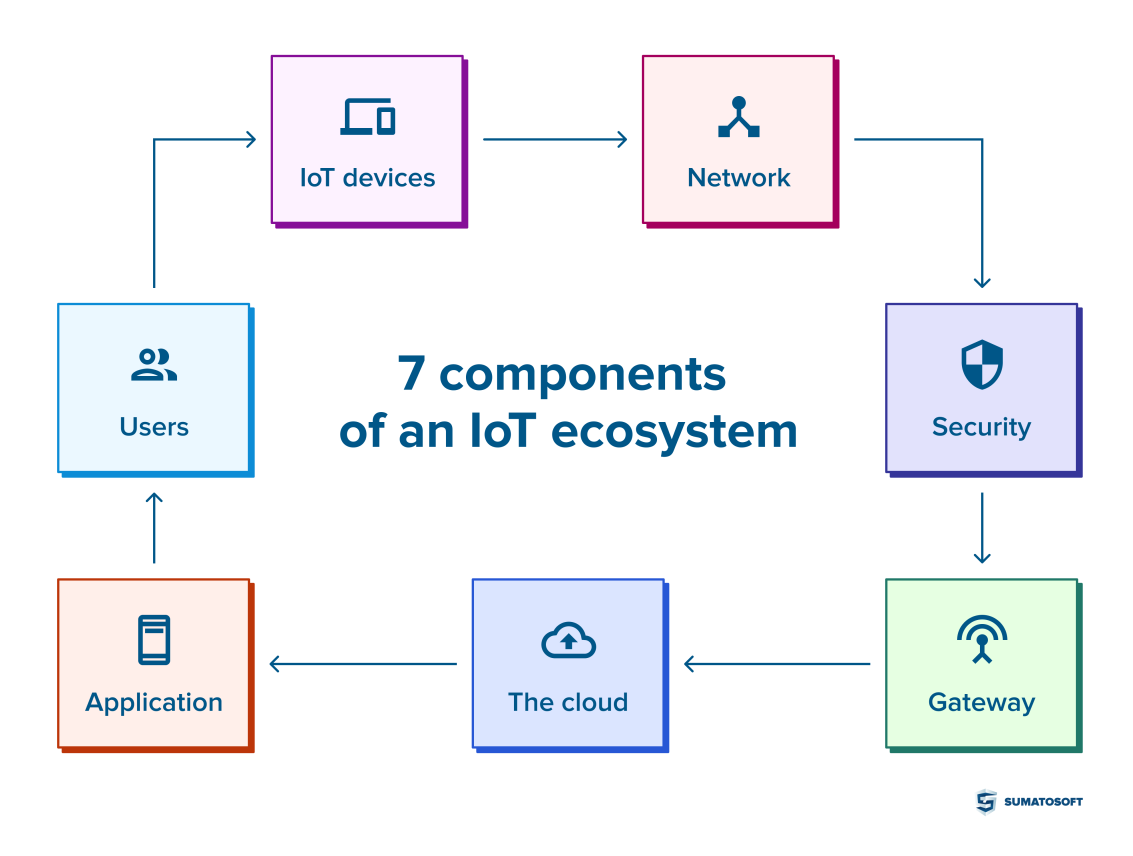 IoT devices
Network
Users
7 components
of an IoT ecosystem
Security
Application
The cloud
Gateway
SUMATOSOFT